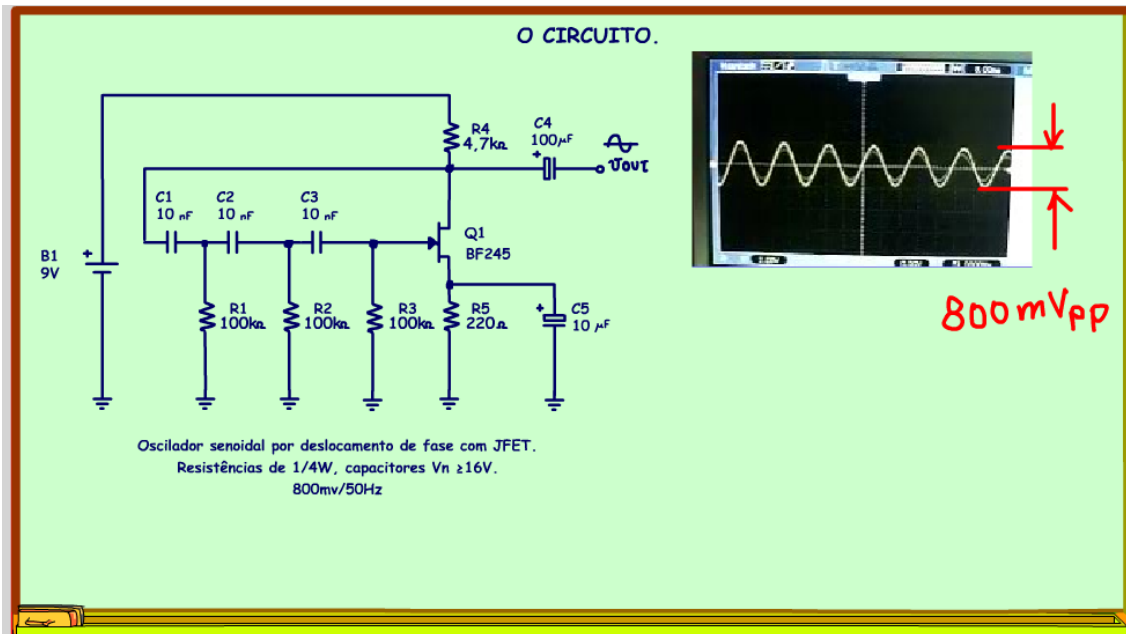 O CIRCUITO.
R4
4,7kΩ
C4
100µF
+
Vout
C1
10 nF
C2
10 nF
C3
10 nF
Q1
BF245
B1
9V
+
R1
100kΩ
R2
100kΩ
R3
100kΩ
R5
220Ω
+
C5
10 µF
800mVpp
Oscilador senoidal por deslocamento de fase com JFET.
Resistências de 1/4W, capacitores Vn ≥16V.
800mv/50Hz